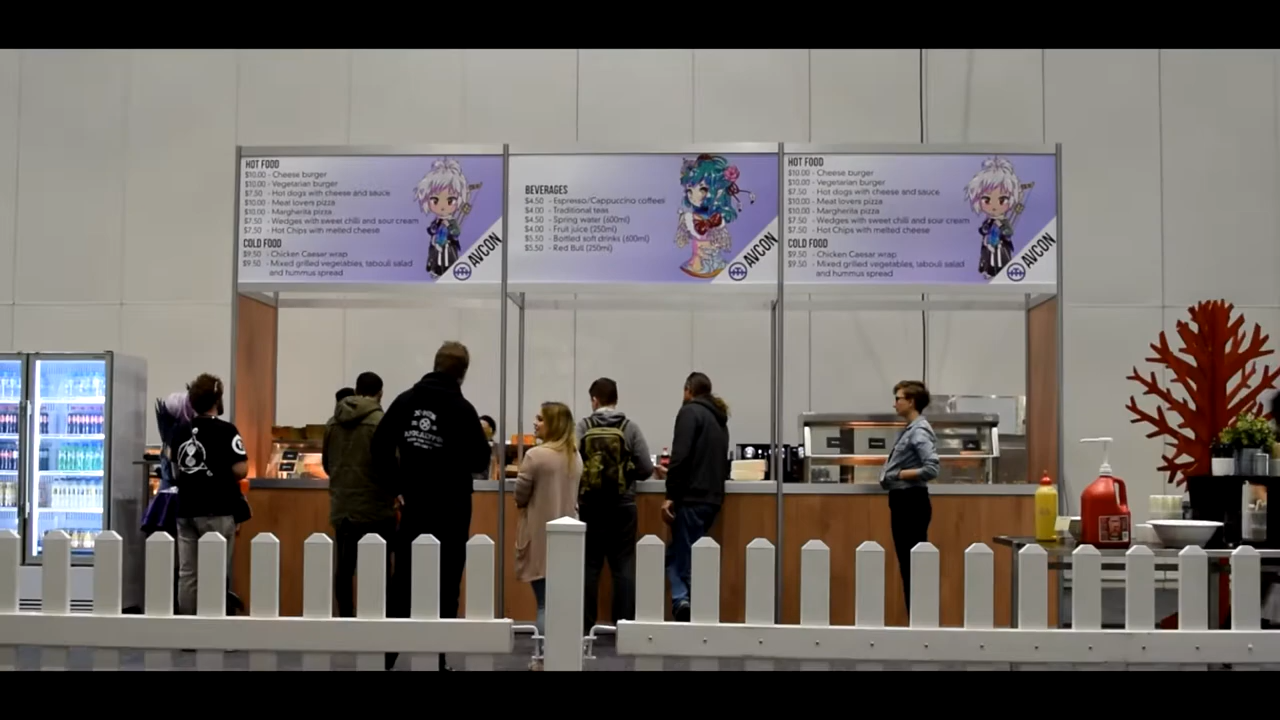 HOT FOOD
$10.00 - Cheese burger
$10.00 - Vegetarian burger
$7.50 - Hot dogs with cheese and sauce
$10.00 - Meat lovers pizza
$10.00 - Margherita pizza
$7.50 - Wedges with sweet chilli and sour cream
$7.50 - Hot Chips with melted cheese
COLD FOOD
$9.50 - Chicken Caesar wrap
$9.50 - Mixed grilled vegetables, tabouli salad
and hummus spread
AVCON
BEVERAGES
$4.50 - Espresso/Cappuccino coffee
$4.00 - Traditional teas
$4.50 - Spring water (600ml)
$4.00 - Fruit juice (250ml)
$5.50 - Bottled soft drinks (600ml)
$5.50 - Red Bull (250ml)
AVCON
HOT FOOD
$10.00 - Cheese burger
$10.00 - Vegetarian burger
$7.50 - Hot dogs with cheese and sauce
$10.00 - Meat lovers pizza
$10.00 - Margherita pizza
$7.50 - Wedges with sweet chilli and sour cream
$7.50 - Hot Chips with melted cheese
COLD FOOD
$9.50 - Chicken Caesar wrap
$9.50 - Mixed grilled vegetables, tabouli salad
and hummus spread
AVCON